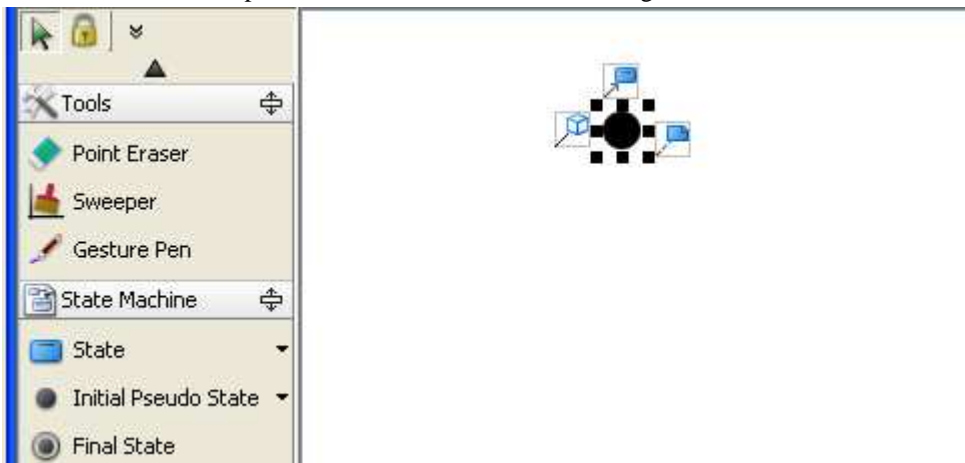 Tools
Point Eraser
Sweeper
Gesture Pen
State Machine
State
Initial Pseudo State
Final State